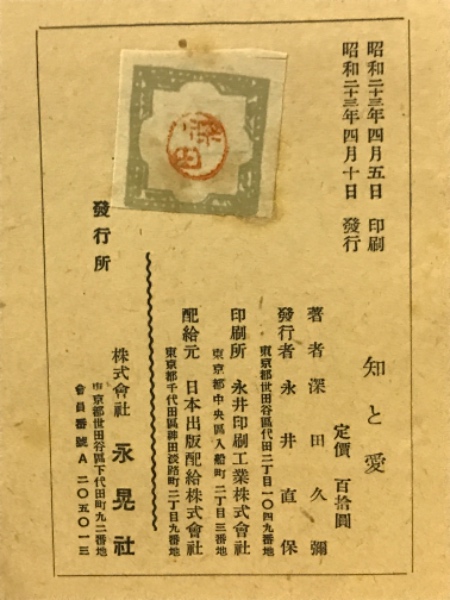 昭和二十三年四月五日 印刷
昭和二十三年四月十日 發行
知と愛
定價 百拾圓
著者 深田久彌
發行者 永井直保
東京都世田谷區代田二丁目一〇四九番地
印刷所 永井印刷工業株式會社
東京都中央區入船町二丁目三番地
配給元 日本出版配給株式會社
東京都千代田區神田淡路町二丁目九番地
發行所
株式會社 永晃社
東京都世田谷區下代田町九二番地
會員番號A二〇五〇一三
深田